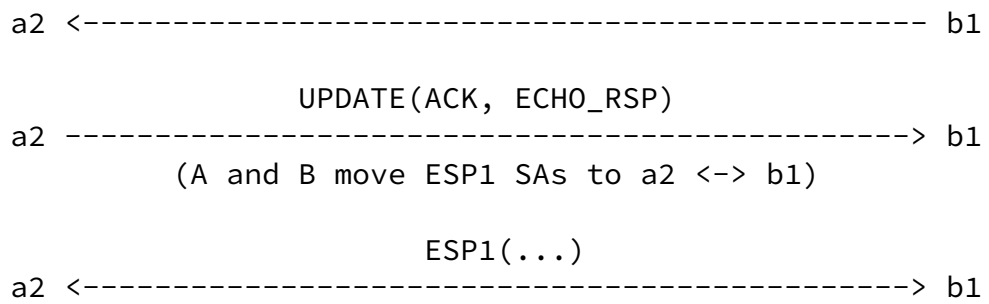 a2 <----------------------------------------------- b1
UPDATE(ACK, ECHO_RSP)
a2 -----------------------------------------------> b1
(A and B move ESP1 SAs to a2 <-> b1)
ESP1(...)
a2 <----------------------------------------------> b1